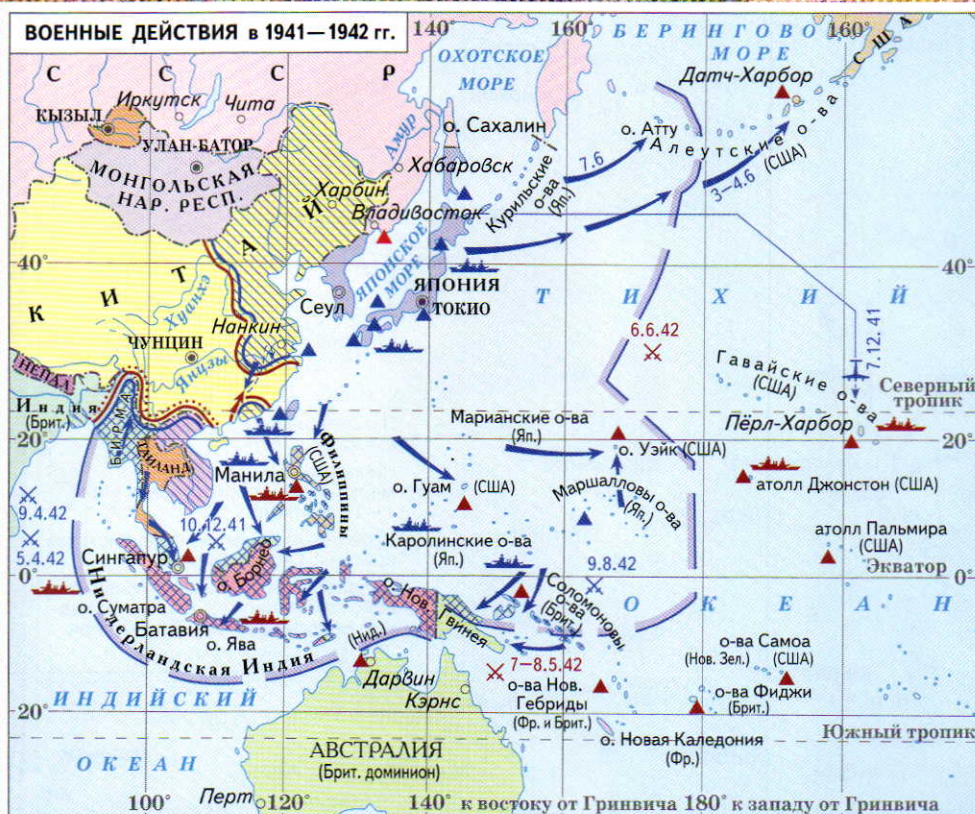 ВОЕННЫЕ ДЕЙСТВИЯ в 1941—1942 гг.
140°
160°
БЕРИНГОВО
МОРЕ
160°
США
ОХОТСКОЕ
МОРЕ
Датч-Харбор
С С С Р
Иркутск
Чита
КЫЗЫЛ
УЛАН-БАТОР
МОНГОЛЬСКАЯ
НАР. РЕСП.
Амур
о. Сахалин
Хабаровск
о. Атту
Алеутские о-ва
(США)
7.6
3—4.6
Курильские
о-ва
(Яп.)
Харбин
Владивосток
КИТАЙ
ЯПОНСКОЕ
МОРЕ
40°
40°
Сеул
ЯПОНИЯ
ТОКИО
ТИХИЙ
Хуанхэ
Нанкин
ЧУНЦИН
Янцзы
6.6.42
7.12.41
НЕПАЛ
Гавайские
о-ва
(США)
Северный
тропик
Индия
(Брит.)
БИРМА
Марианские о-ва
(Яп.)
Пёрл-Харбор
20°
20°
ТАИЛАНД
Филиппины
(США)
о. Уэйк (США)
Манила
о. Гуам
(США)
Маршалловы о-ва
(Яп.)
атолл Джонстон (США)
9.4.42
10.12.41
Каролинские о-ва
(Яп.)
атолл Пальмира
(США)
5.4.42
Сингапур
9.8.42
Экватор
0°
0°
о. Борнео
о. Суматра
Нов.
Гвинея
Соломоновы
о-ва
(Брит.)
ОКЕАН
Батавия
о. Ява
Нидерландская Индия
(Нид.)
о-ва Самоа
(Нов. Зел.)
(США)
7—8.5.42
Дарвин
Кэрнс
о-ва Нов.
Гебриды
(Фр. и Брит.)
о-ва Фиджи
(Брит.)
ИНДИЙСКИЙ
20°
Южный тропик
о. Новая Каледония
(Фр.)
ОКЕАН
АВСТРАЛИЯ
(Брит. доминион)
Перт
100°
120°
140°
к востоку от Гринвича
180°
к западу от Гринвича